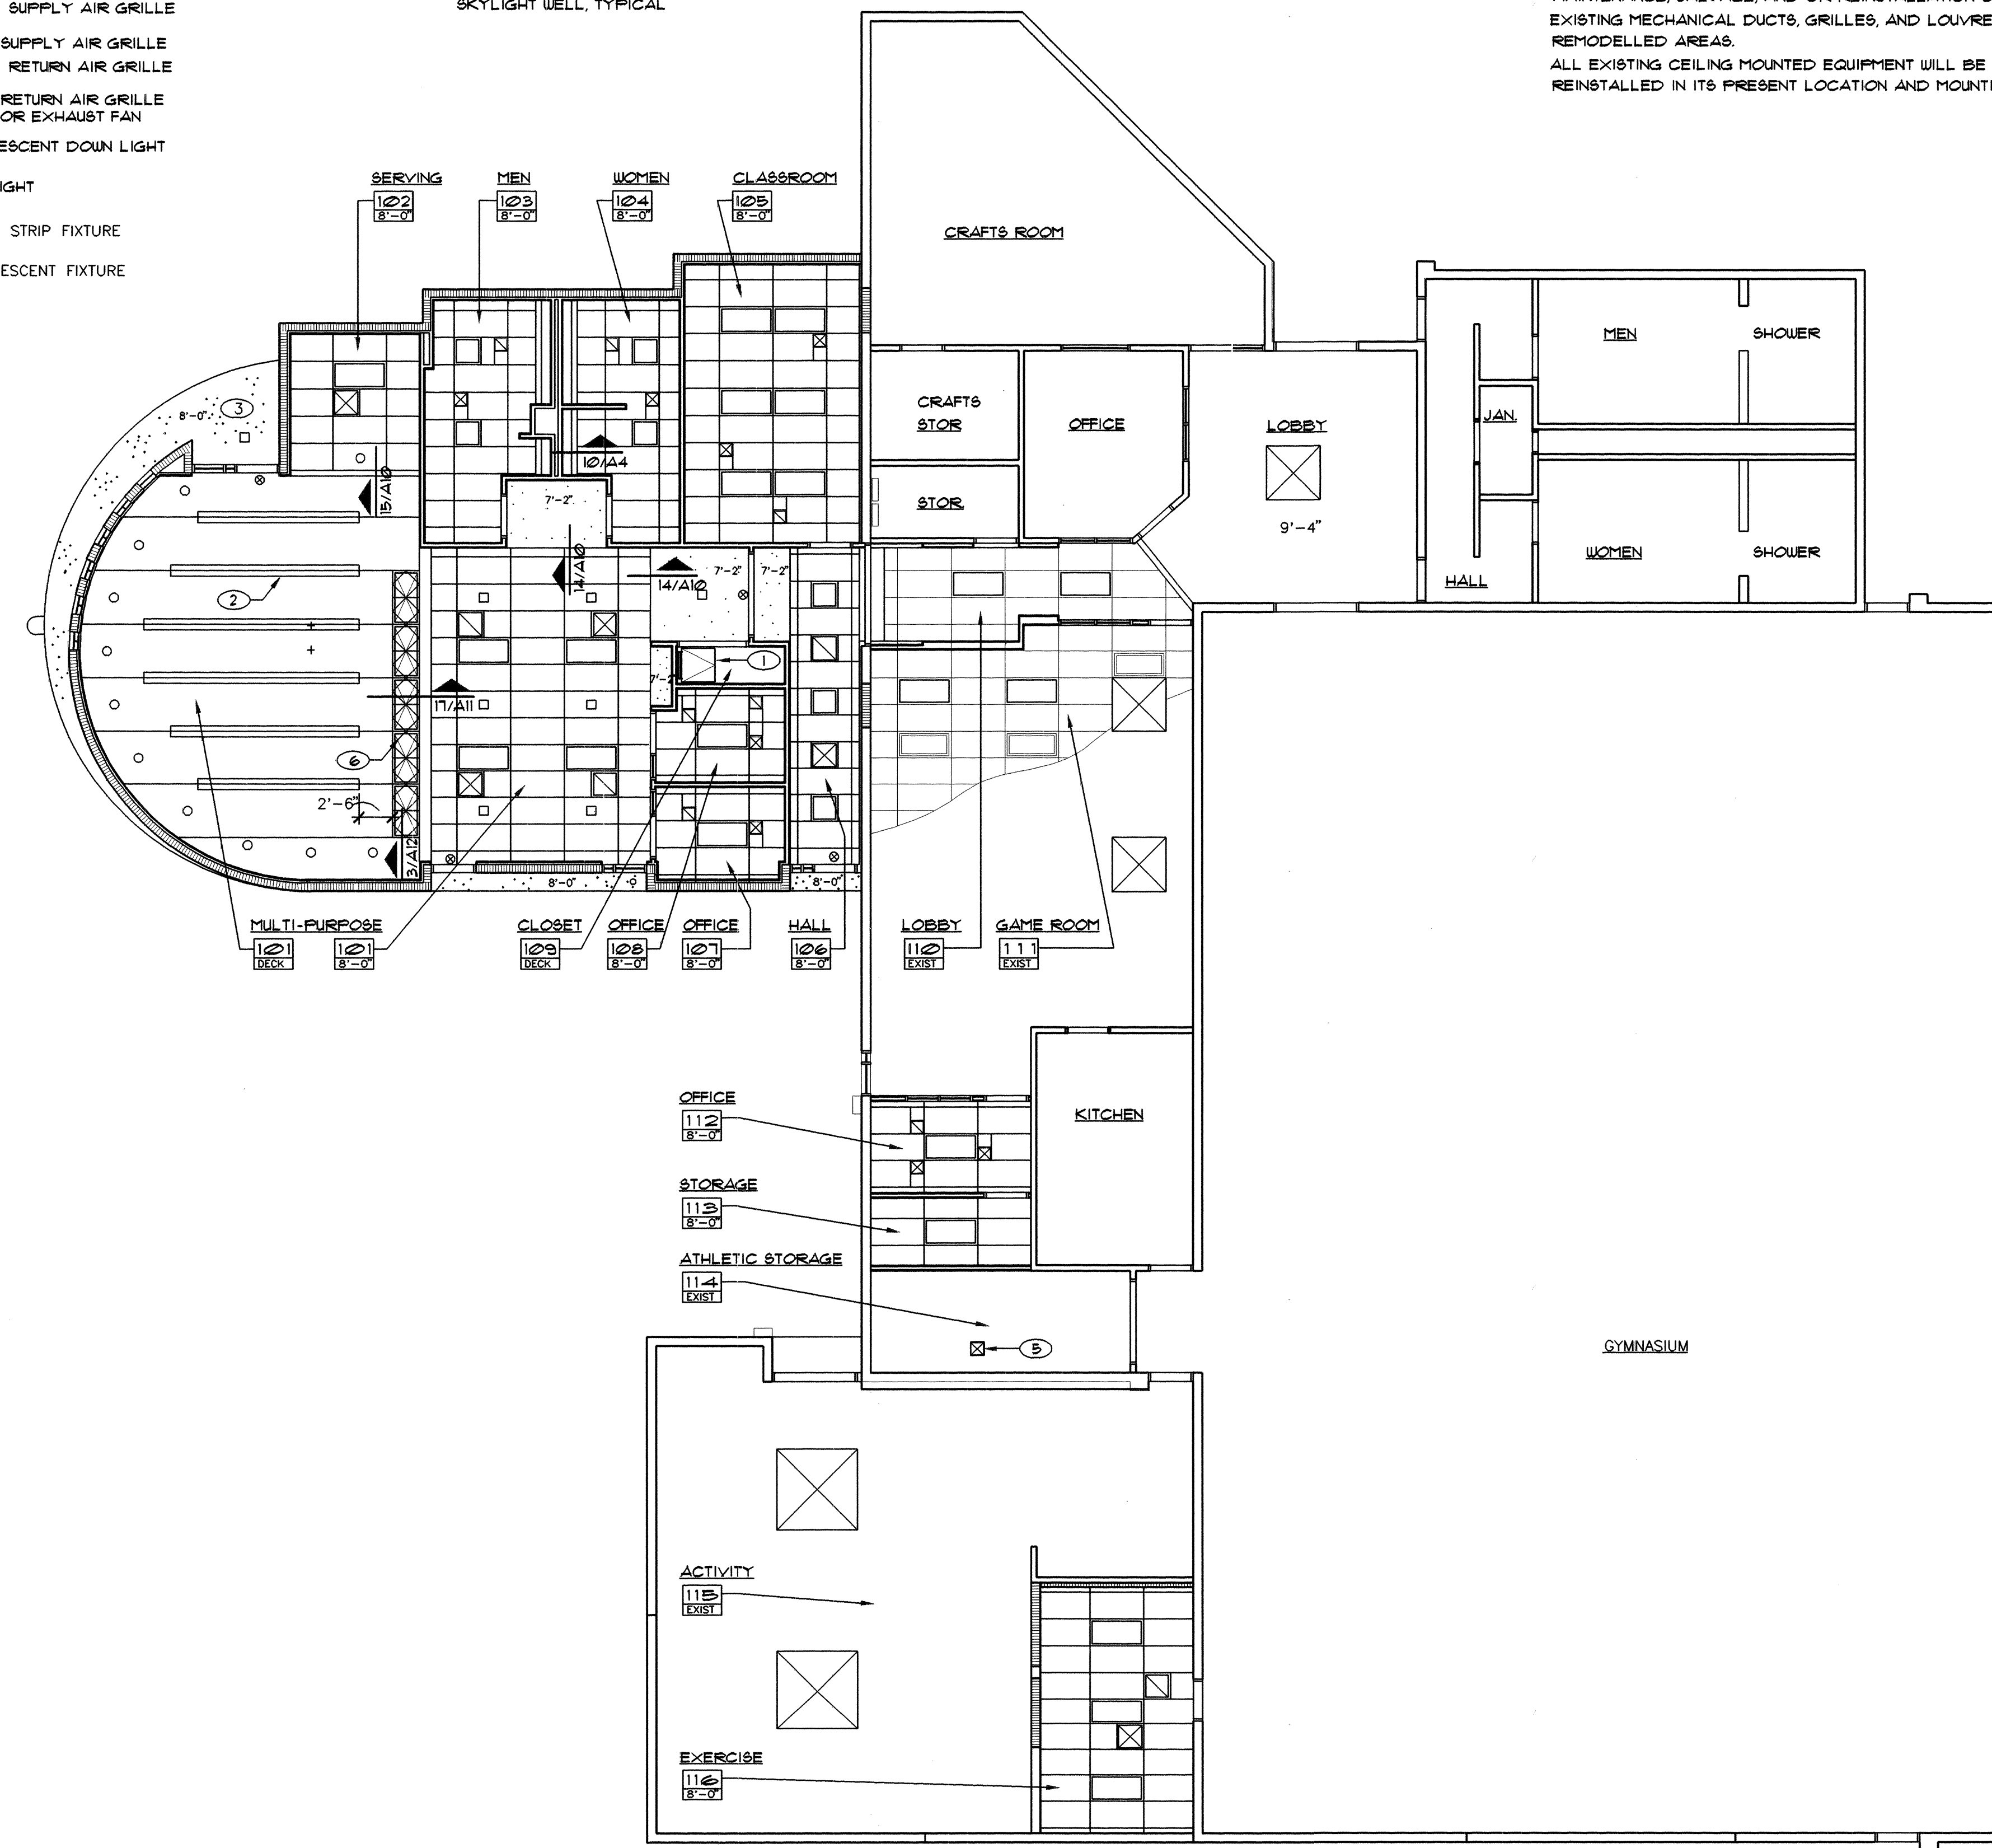 SUPPLY AIR GRILLE
SUPPLY AIR GRILLE
RETURN AIR GRILLE
RETURN AIR GRILLE
OR EXHAUST FAN
ESCENT DOWN LIGHT
IGHT
STRIP FIXTURE
ESCENT FIXTURE
SKYLIGHT WELL, TYPICAL
EXISTING MECHANICAL DUCTS, GRILLES, AND LOUVRE
REMODELLED AREAS.
ALL EXISTING CEILING MOUNTED EQUIPMENT WILL BE
REINSTALLED IN ITS PRESENT LOCATION AND MOUNTI
SERVING
102
8'-0"
MEN
103
8'-0"
WOMEN
104
8'-0"
CLASSROOM
105
8'-0"
CRAFTS ROOM
MEN
SHOWER
CRAFTS
STOR
OFFICE
LOBBY
JAN.
9'-4"
STOR.
WOMEN
SHOWER
HALL
8'-0"
3
15/A10
10/A4
7'-2"
14/A10
14/A10
7'-2"
7'-2"
2
1
7'-2"
17/A11
6
2'-6"
3/A12
8'-0"
8'-0"
MULTI-PURPOSE
101
DECK
101
8'-0"
CLOSET
109
DECK
OFFICE
108
8'-0"
OFFICE
107
8'-0"
HALL
106
8'-0"
LOBBY
110
EXIST
GAME ROOM
111
EXIST
OFFICE
112
8'-0"
KITCHEN
STORAGE
113
8'-0"
ATHLETIC STORAGE
114
EXIST
5
GYMNASIUM
ACTIVITY
115
EXIST
EXERCISE
116
8'-0"